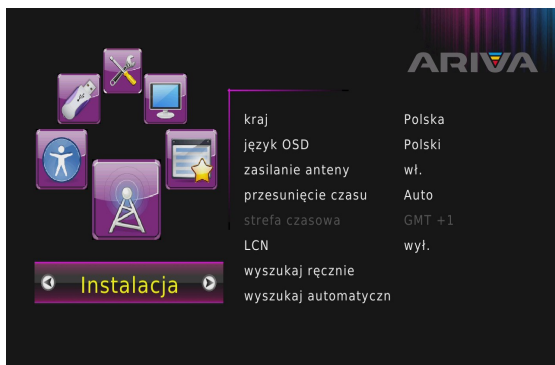 ARIVA
kraj Polska
język OSD Polski
zasilanie anteny wł.
przesunięcie czasu Auto
strefa czasowa GMT +1
LCN wył.
wyszukaj ręcznie
wyszukaj automatyczn
Instalacja